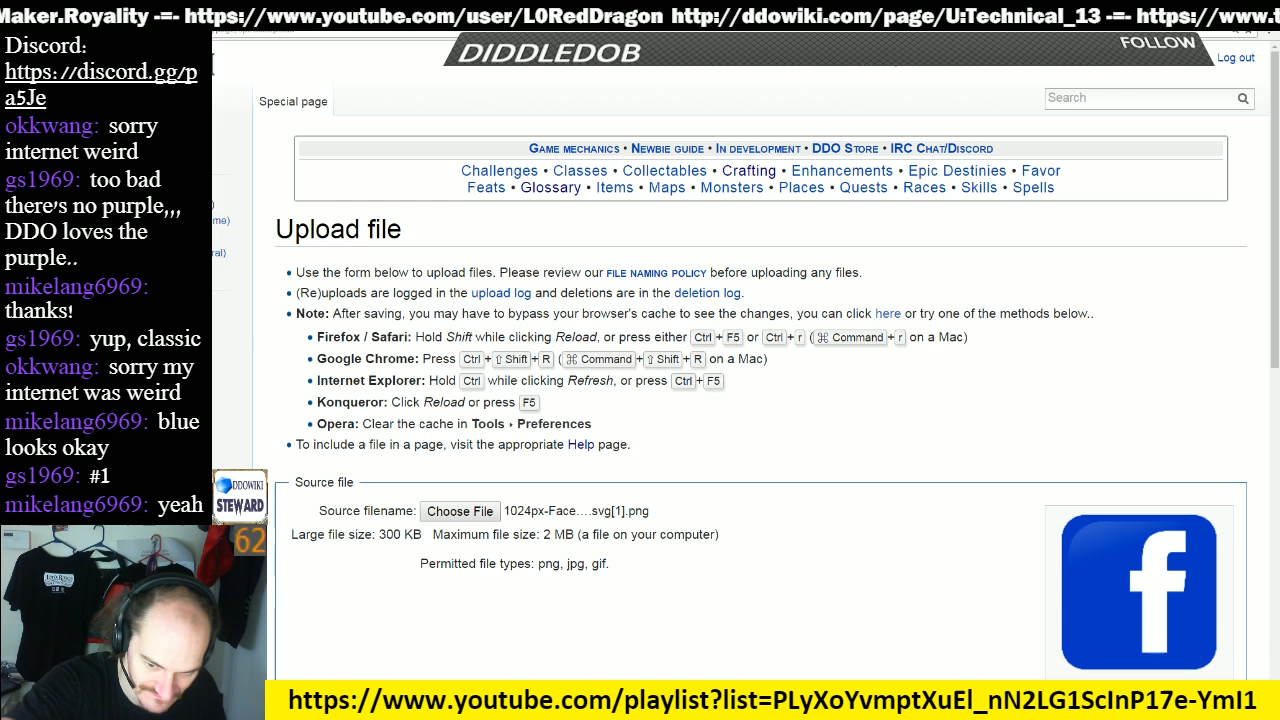 Maker.Royality -=- https://www.youtube.com/user/L0RedDragon http://ddowiki.com/page/U:Technical_13 -=- https://www.t
Discord:
https://discord.gg/p
a5Je
okkwang: sorry
internet weird
gs1969: too bad
there's no purple,,,
DDO loves the
purple..
mikelang6969:
thanks!
gs1969: yup, classic
okkwang: sorry my
internet was weird
mikelang6969: blue
looks okay
gs1969: #1
mikelang6969: yeah
DIDDLEDOB
FOLLOW
Log out
Special page
Search
GAME MECHANICS • NEWBIE GUIDE • IN DEVELOPMENT • DDO STORE • IRC CHAT/DISCORD
Challenges • Classes • Collectables • Crafting • Enhancements • Epic Destinies • Favor
Feats • Glossary • Items • Maps • Monsters • Places • Quests • Races • Skills • Spells
Upload file
• Use the form below to upload files. Please review our FILE NAMING POLICY before uploading any files.
• (Re)uploads are logged in the upload log and deletions are in the deletion log.
• Note: After saving, you may have to bypass your browser's cache to see the changes, you can click here or try one of the methods below..
• Firefox / Safari: Hold Shift while clicking Reload, or press either Ctrl+F5 or Ctrl+r (⌘ Command+r on a Mac)
• Google Chrome: Press Ctrl+⇧ Shift+R (⌘ Command+⇧ Shift+R on a Mac)
• Internet Explorer: Hold Ctrl while clicking Refresh, or press Ctrl+F5
• Konqueror: Click Reload or press F5
• Opera: Clear the cache in Tools › Preferences
• To include a file in a page, visit the appropriate Help page.
me)
ral)
DDOWIKI
STEWARD
62
Source file
Source filename: Choose File 1024px-Face....svg[1].png
Large file size: 300 KB Maximum file size: 2 MB (a file on your computer)
Permitted file types: png, jpg, gif.
f
https://www.youtube.com/playlist?list=PLyXoYvmptXuEl_nN2LG1ScInP17e-YmI1